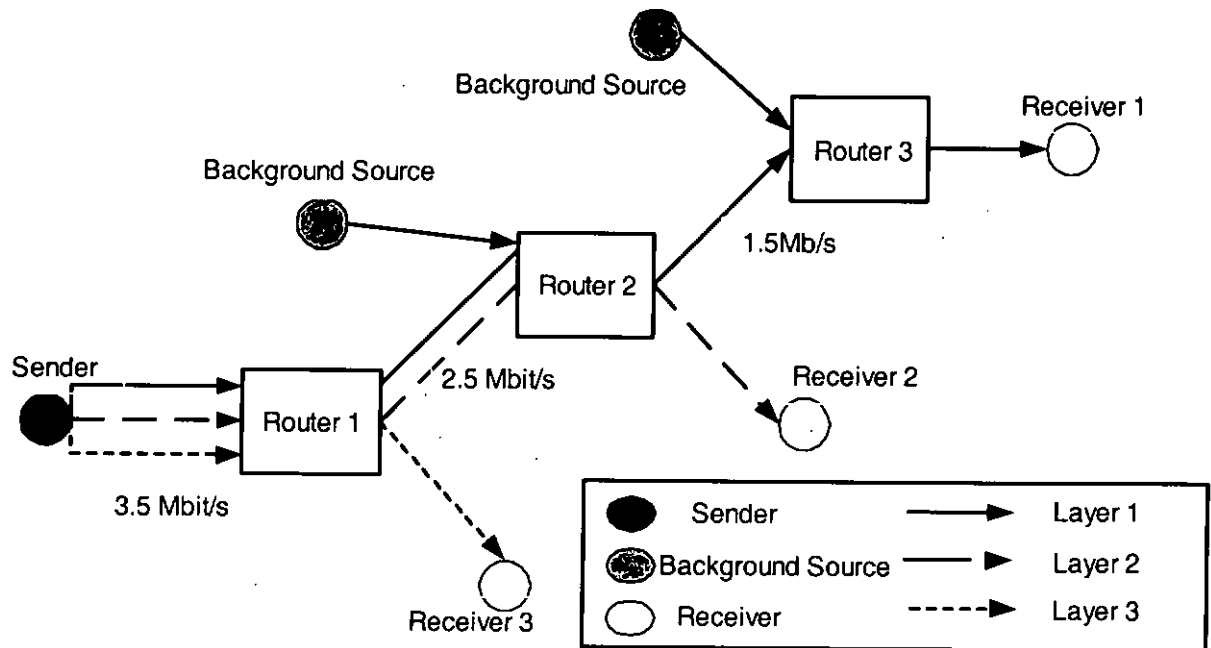 Background Source
Receiver 1
Router 3
Background Source
1.5Mb/s
Router 2
Sender
2.5 Mbit/s
Receiver 2
Router 1
3.5 Mbit/s
Receiver 3
Sender
Layer 1
Background Source
Layer 2
Receiver
Layer 3